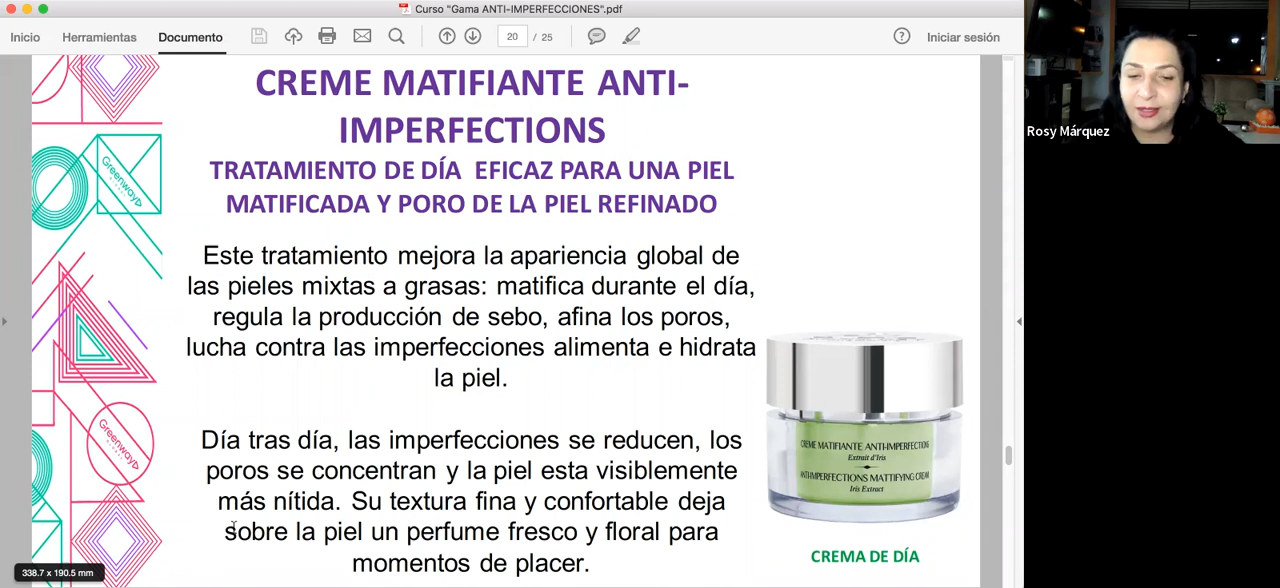 Curso "Gama ANTI-IMPERFECCIONES".pdf
Inicio Herramientas Documento 20 / 25 Iniciar sesión
CREME MATIFIANTE ANTI-
IMPERFECTIONS
TRATAMIENTO DE DÍA EFICAZ PARA UNA PIEL
MATIFICADA Y PORO DE LA PIEL REFINADO
Este tratamiento mejora la apariencia global de
las pieles mixtas a grasas: matifica durante el día,
regula la producción de sebo, afina los poros,
lucha contra las imperfecciones alimenta e hidrata
la piel.
Día tras día, las imperfecciones se reducen, los
poros se concentran y la piel esta visiblemente
más nítida. Su textura fina y confortable deja
sobre la piel un perfume fresco y floral para
momentos de placer.
CREME MATIFIANTE ANTI-IMPERFECTIONS
Extrait d'Iris
ANTI-IMPERFECTIONS MATTIFYING CREAM
Iris Extract
CREMA DE DÍA
Greenway
Greenway
338.7 x 190.5 mm
Rosy Márquez